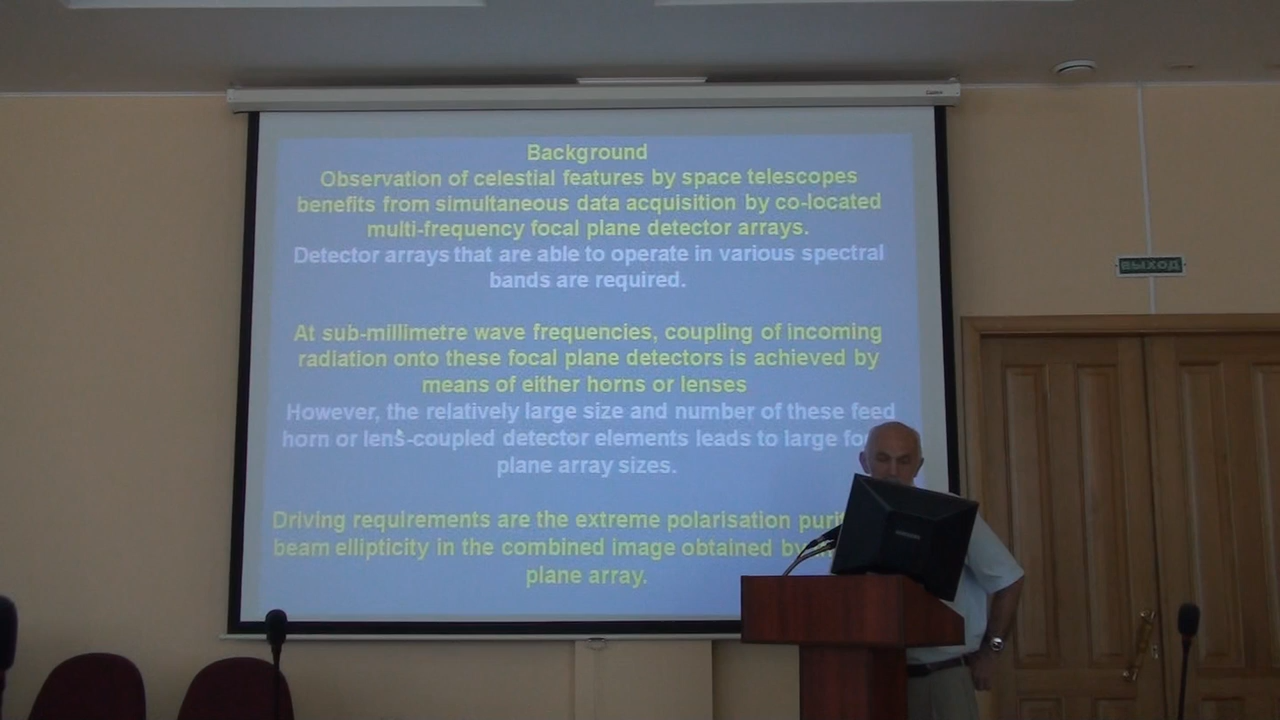 Background
Observation of celestial features by space telescopes
benefits from simultaneous data acquisition by co-located
multi-frequency focal plane detector arrays.
Detector arrays that are able to operate in various spectral
bands are required.
At sub-millimetre wave frequencies, coupling of incoming
radiation onto these focal plane detectors is achieved by
means of either horns or lenses
However, the relatively large size and number of these feed
horn or lens-coupled detector elements leads to large
plane array sizes.
Driving requirements are the extreme polarisation
beam ellipticity in the combined image obtained by
plane array.
ВЫХОД